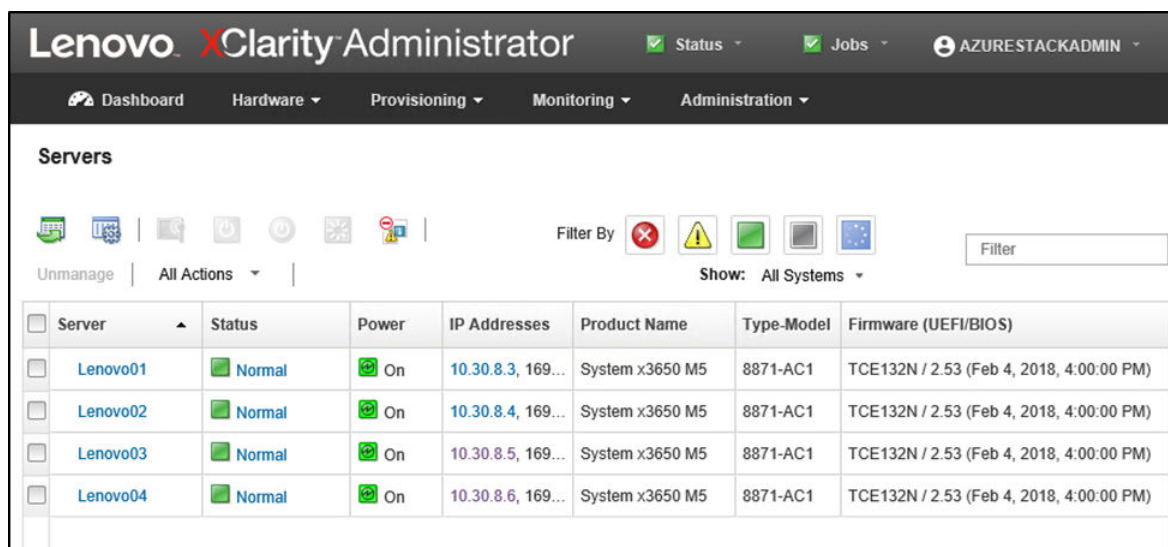 Lenovo. XClarity Administrator Status Jobs AZURESTACKADMIN
Dashboard Hardware Provisioning Monitoring Administration
Servers
Filter By Filter
Unmanage All Actions Show: All Systems
Server Status Power IP Addresses Product Name Type-Model Firmware (UEFI/BIOS)
Lenovo01 Normal On 10.30.8.3, 169... System x3650 M5 8871-AC1 TCE132N / 2.53 (Feb 4, 2018, 4:00:00 PM)
Lenovo02 Normal On 10.30.8.4, 169... System x3650 M5 8871-AC1 TCE132N / 2.53 (Feb 4, 2018, 4:00:00 PM)
Lenovo03 Normal On 10.30.8.5, 169... System x3650 M5 8871-AC1 TCE132N / 2.53 (Feb 4, 2018, 4:00:00 PM)
Lenovo04 Normal On 10.30.8.6, 169... System x3650 M5 8871-AC1 TCE132N / 2.53 (Feb 4, 2018, 4:00:00 PM)